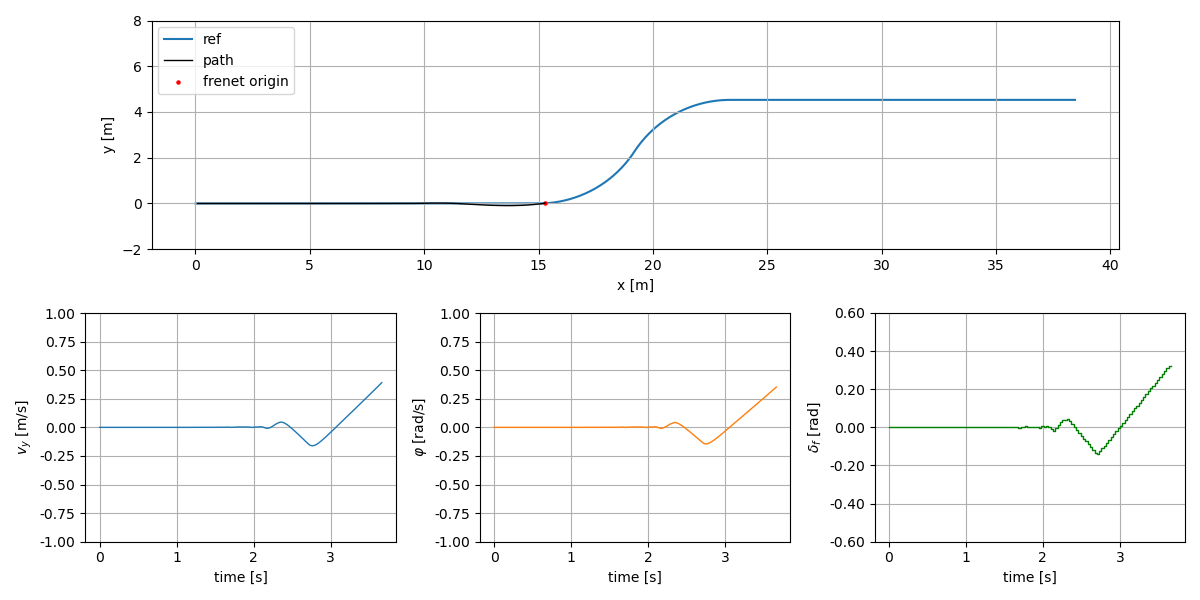 8
6
4
2
0
−2
y [m]
ref
path
frenet origin
0 5 10 15 20 25 30 35 40
x [m]
1.00
0.75
0.50
0.25
0.00
-0.25
-0.50
-0.75
-1.00
v_y [m/s]
0 1 2 3
time [s]
1.00
0.75
0.50
0.25
0.00
-0.25
-0.50
-0.75
-1.00
φ̇ [rad/s]
0 1 2 3
time [s]
0.60
0.40
0.20
0.00
-0.20
-0.40
-0.60
δ_f [rad]
0 1 2 3
time [s]